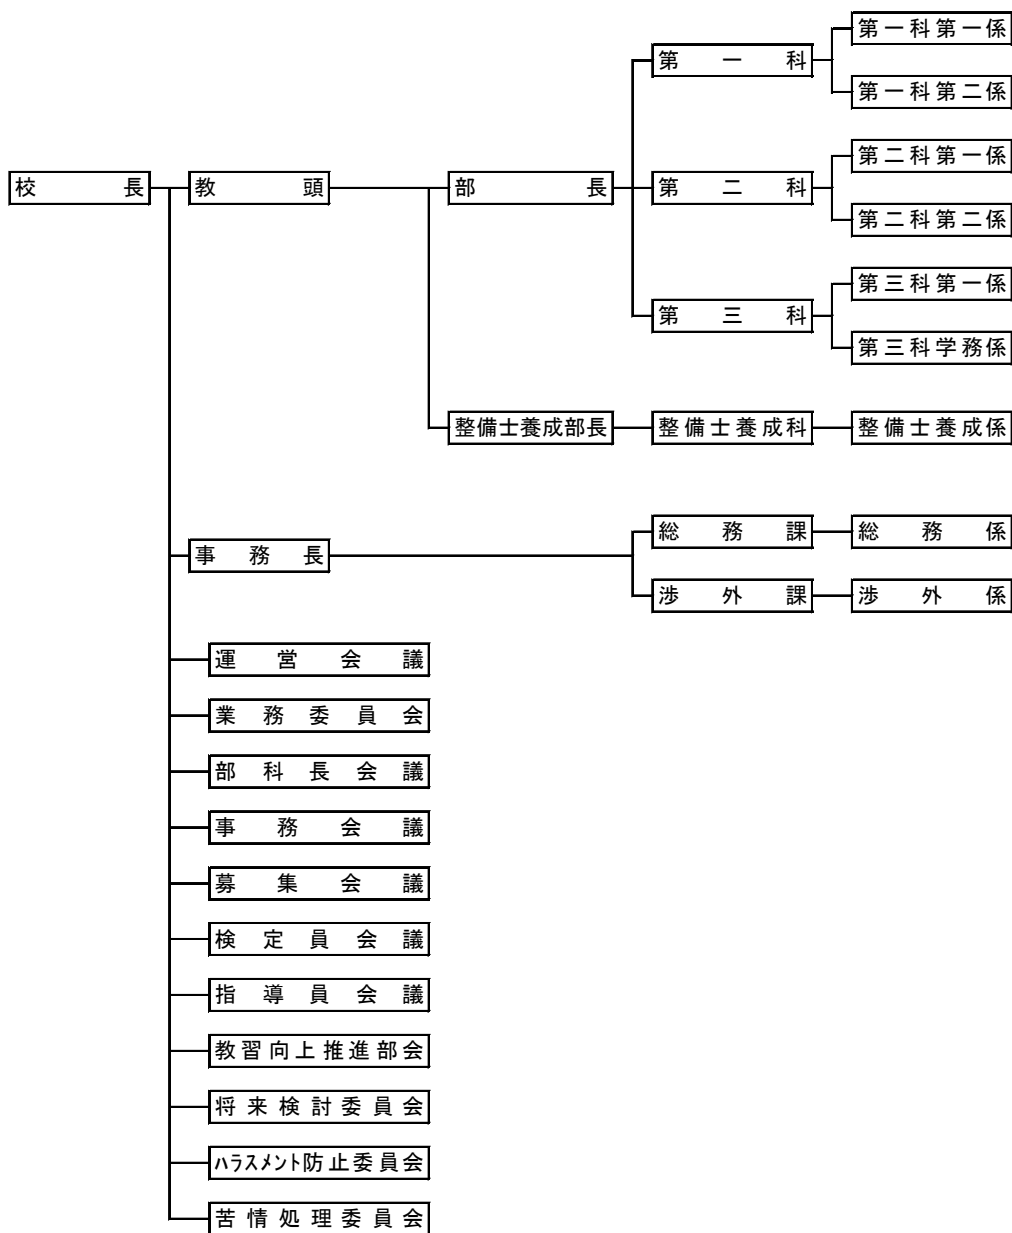 第一科第一係
第一科
第一科第二係
第二科第一係
校長 教頭 部長 第二科
第二科第二係
第三科第一係
第三科
第三科学務係
整備士養成部長 整備士養成科 整備士養成係
総務課 総務係
事務長
渉外課 渉外係
運営会議
業務委員会
部科長会議
事務会議
募集会議
検定員会議
指導員会議
教習向上推進部会
将来検討委員会
ﾊﾗｽﾒﾝﾄ防止委員会
苦情処理委員会